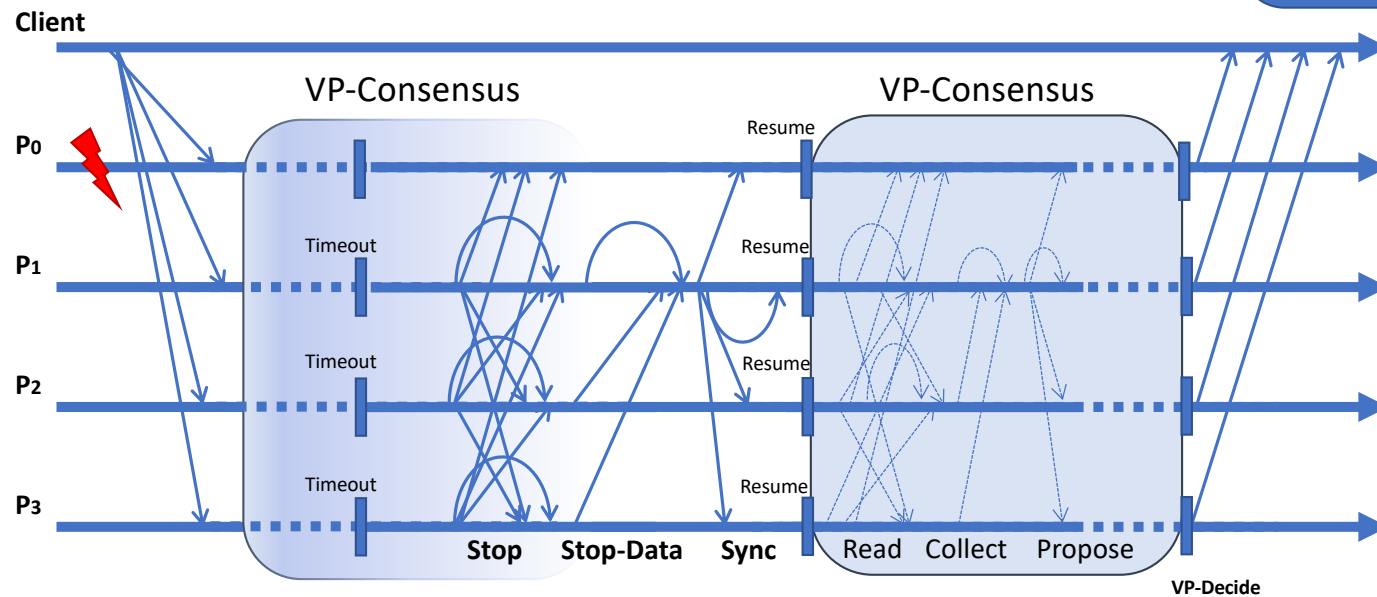 Client
VP-Consensus VP-Consensus
P0 Resume
P1 Timeout Resume
P2 Timeout Resume
P3 Timeout Resume
Stop Stop-Data Sync Read Collect Propose
VP-Decide